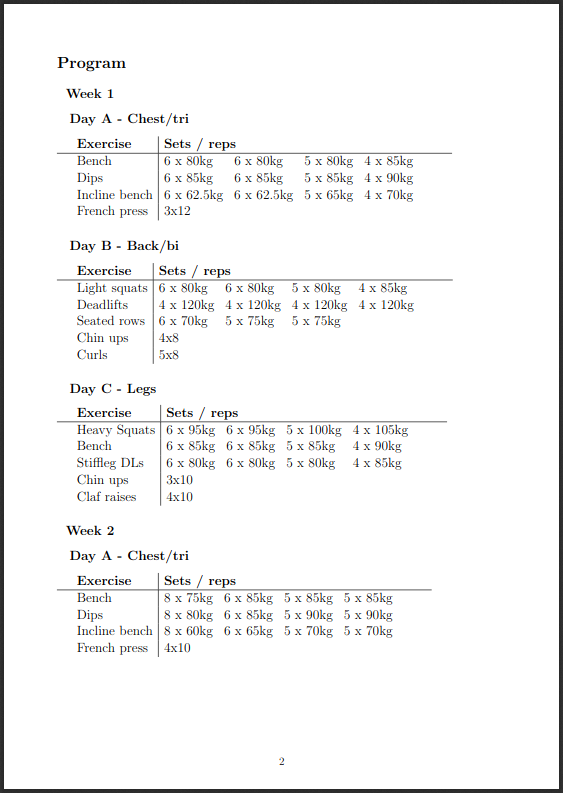 Program
Week 1
Day A - Chest/tri
Exercise Sets / reps
Bench 6 x 80kg 6 x 80kg 5 x 80kg 4 x 85kg
Dips 6 x 85kg 6 x 85kg 5 x 85kg 4 x 90kg
Incline bench 6 x 62.5kg 6 x 62.5kg 5 x 65kg 4 x 70kg
French press 3x12
Day B - Back/bi
Exercise Sets / reps
Light squats 6 x 80kg 6 x 80kg 5 x 80kg 4 x 85kg
Deadlifts 4 x 120kg 4 x 120kg 4 x 120kg 4 x 120kg
Seated rows 6 x 70kg 5 x 75kg 5 x 75kg
Chin ups 4x8
Curls 5x8
Day C - Legs
Exercise Sets / reps
Heavy Squats 6 x 95kg 6 x 95kg 5 x 100kg 4 x 105kg
Bench 6 x 85kg 6 x 85kg 5 x 85kg 4 x 90kg
Stiffleg DLs 6 x 80kg 6 x 80kg 5 x 80kg 4 x 85kg
Chin ups 3x10
Claf raises 4x10
Week 2
Day A - Chest/tri
Exercise Sets / reps
Bench 8 x 75kg 6 x 85kg 5 x 85kg 5 x 85kg
Dips 8 x 80kg 6 x 85kg 5 x 90kg 5 x 90kg
Incline bench 8 x 60kg 6 x 65kg 5 x 70kg 5 x 70kg
French press 4x10
2